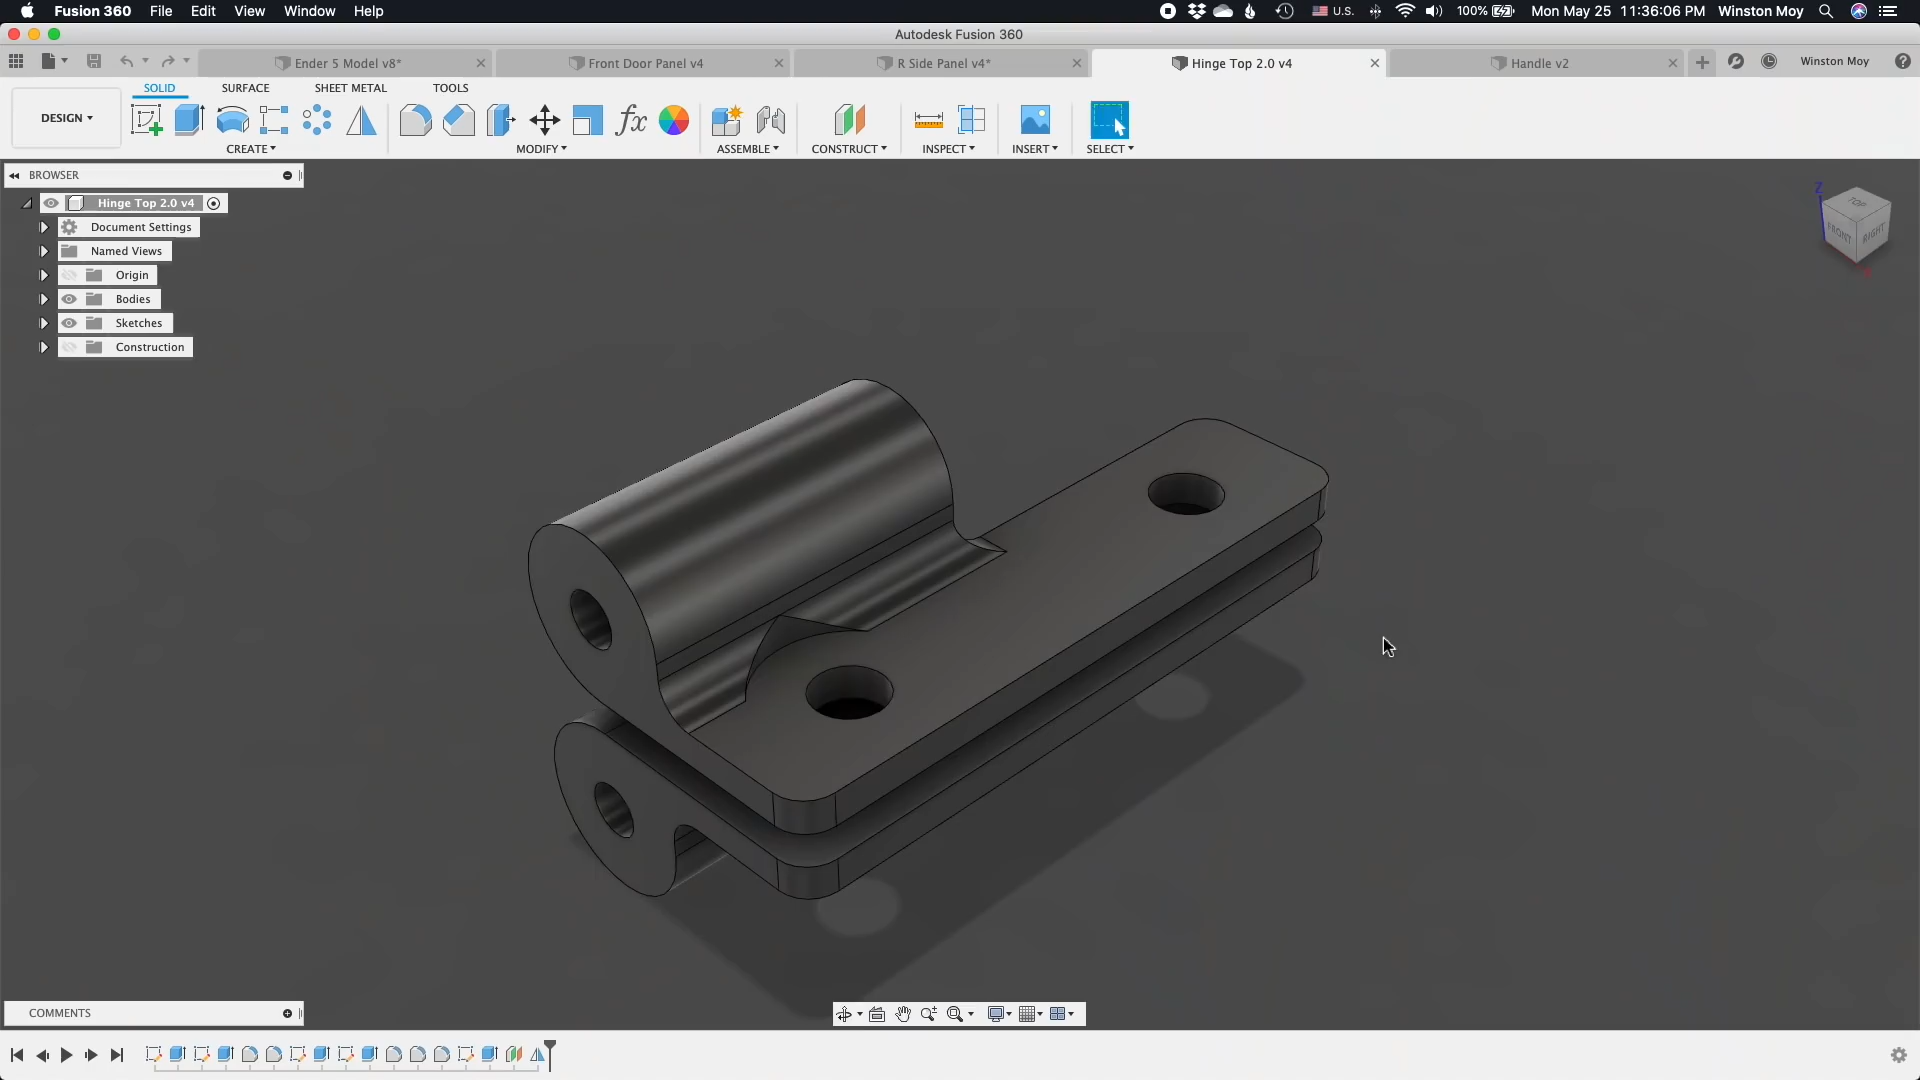 Fusion 360 File Edit View Window Help U.S. 100% Mon May 25 11:36:06 PM Winston Moy
Autodesk Fusion 360
Ender 5 Model v8* Front Door Panel v4 R Side Panel v4* Hinge Top 2.0 v4 Handle v2 Winston Moy
SOLID SURFACE SHEET METAL TOOLS
DESIGN
CREATE MODIFY ASSEMBLE CONSTRUCT INSPECT INSERT SELECT
BROWSER
Hinge Top 2.0 v4
Document Settings
Named Views
Origin
Bodies
Sketches
Construction
Z
TOP
FRONT RIGHT
X
COMMENTS